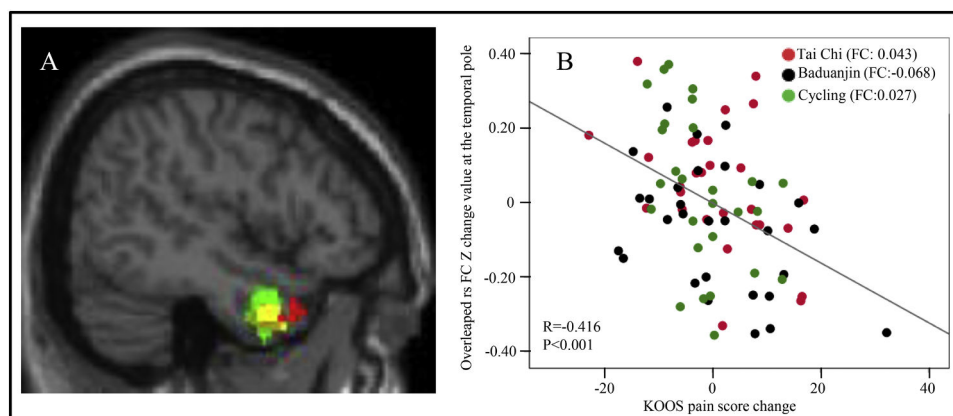 A
B
Overleaped rs FC Z change value at the temporal pole
0.40
0.20
0
-0.20
-0.40
Tai Chi (FC: 0.043)
Baduanjin (FC:-0.068)
Cycling (FC:0.027)
R=-0.416
P<0.001
-20
0
20
40
KOOS pain score change